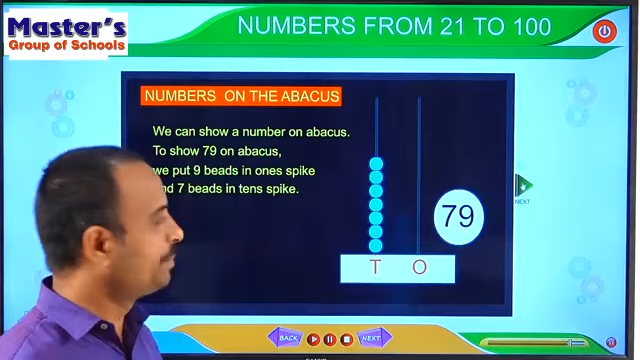 Master's
Group of Schools
NUMBERS FROM 21 TO 100
NUMBERS ON THE ABACUS
We can show a number on abacus.
To show 79 on abacus,
we put 9 beads in ones spike
nd 7 beads in tens spike.
79
NEXT
T O
BACK
NEXT